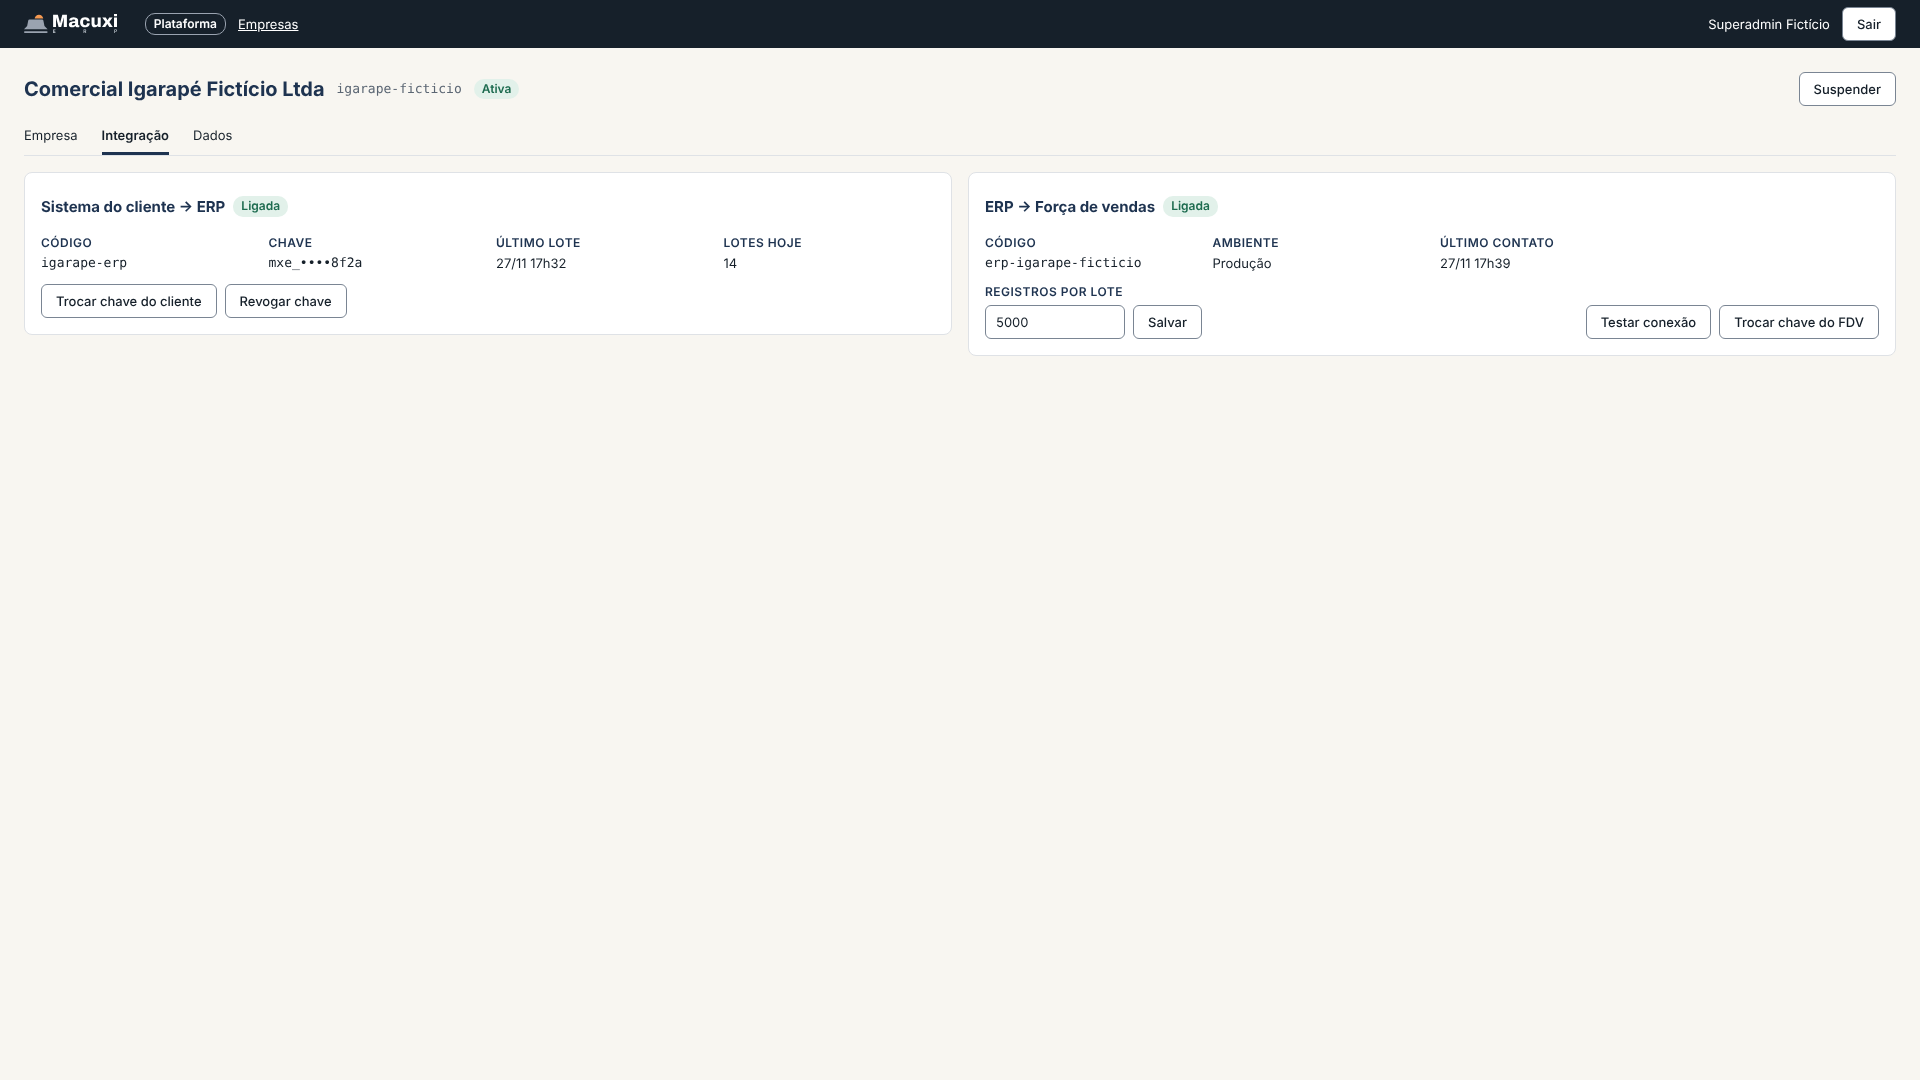 Macuxi
E R P
Plataforma
Empresas
Superadmin Fictício
Sair
Comercial Igarapé Fictício Ltda
igarape-ficticio
Ativa
Suspender
Empresa
Integração
Dados
Sistema do cliente → ERP
Ligada
CÓDIGO
igarape-erp
CHAVE
mxe_••••8f2a
ÚLTIMO LOTE
27/11 17h32
LOTES HOJE
14
Trocar chave do cliente
Revogar chave
ERP → Força de vendas
Ligada
CÓDIGO
erp-igarape-ficticio
AMBIENTE
Produção
ÚLTIMO CONTATO
27/11 17h39
REGISTROS POR LOTE
5000
Salvar
Testar conexão
Trocar chave do FDV